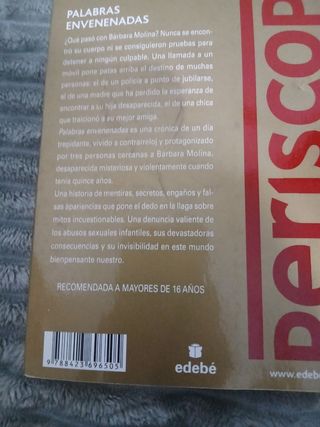 PALABRAS
ENVENENADAS
¿Qué pasó con Bárbara Molina? Nunca se encon-
tró su cuerpo ni se consiguieron pruebas para
detener a ningún culpable. Una llamada a un
móvil pone patas arriba el destino de muchas
personas: el de un policía a punto de jubilarse,
el de una madre que ha perdido la esperanza de
encontrar a su hija desaparecida, el de una chica
que traicionó a su mejor amiga.
Palabras envenenadas es una crónica de un día
trepidante, vivido a contrarreloj y protagonizado
por tres personas cercanas a Bárbara Molina,
desaparecida misteriosa y violentamente cuando
tenía quince años.
Una historia de mentiras, secretos, engaños y fal-
sas apariencias que pone el dedo en la llaga sobre
mitos incuestionables. Una denuncia valiente de
los abusos sexuales infantiles, sus devastadoras
consecuencias y su invisibilidad en este mundo
bienpensante nuestro.
RECOMENDADA A MAYORES DE 16 AÑOS
9 788423 696505
edebé
PERISCOP
www.edebe